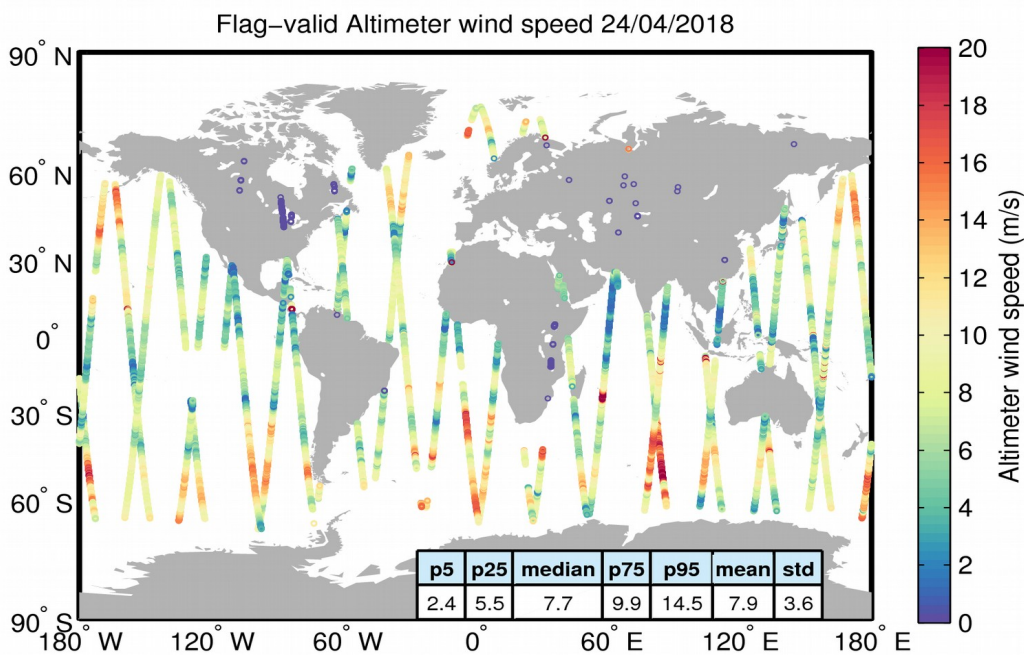 Flag−valid Altimeter wind speed 24/04/2018
90° N
60° N
30° N
0°
30° S
60° S
90° S
180° W
120° W
60° W
0°
60° E
120° E
180° E
p5 p25 median p75 p95 mean std
2.4 5.5 7.7 9.9 14.5 7.9 3.6
20
18
16
14
12
10
8
6
4
2
0
Altimeter wind speed (m/s)